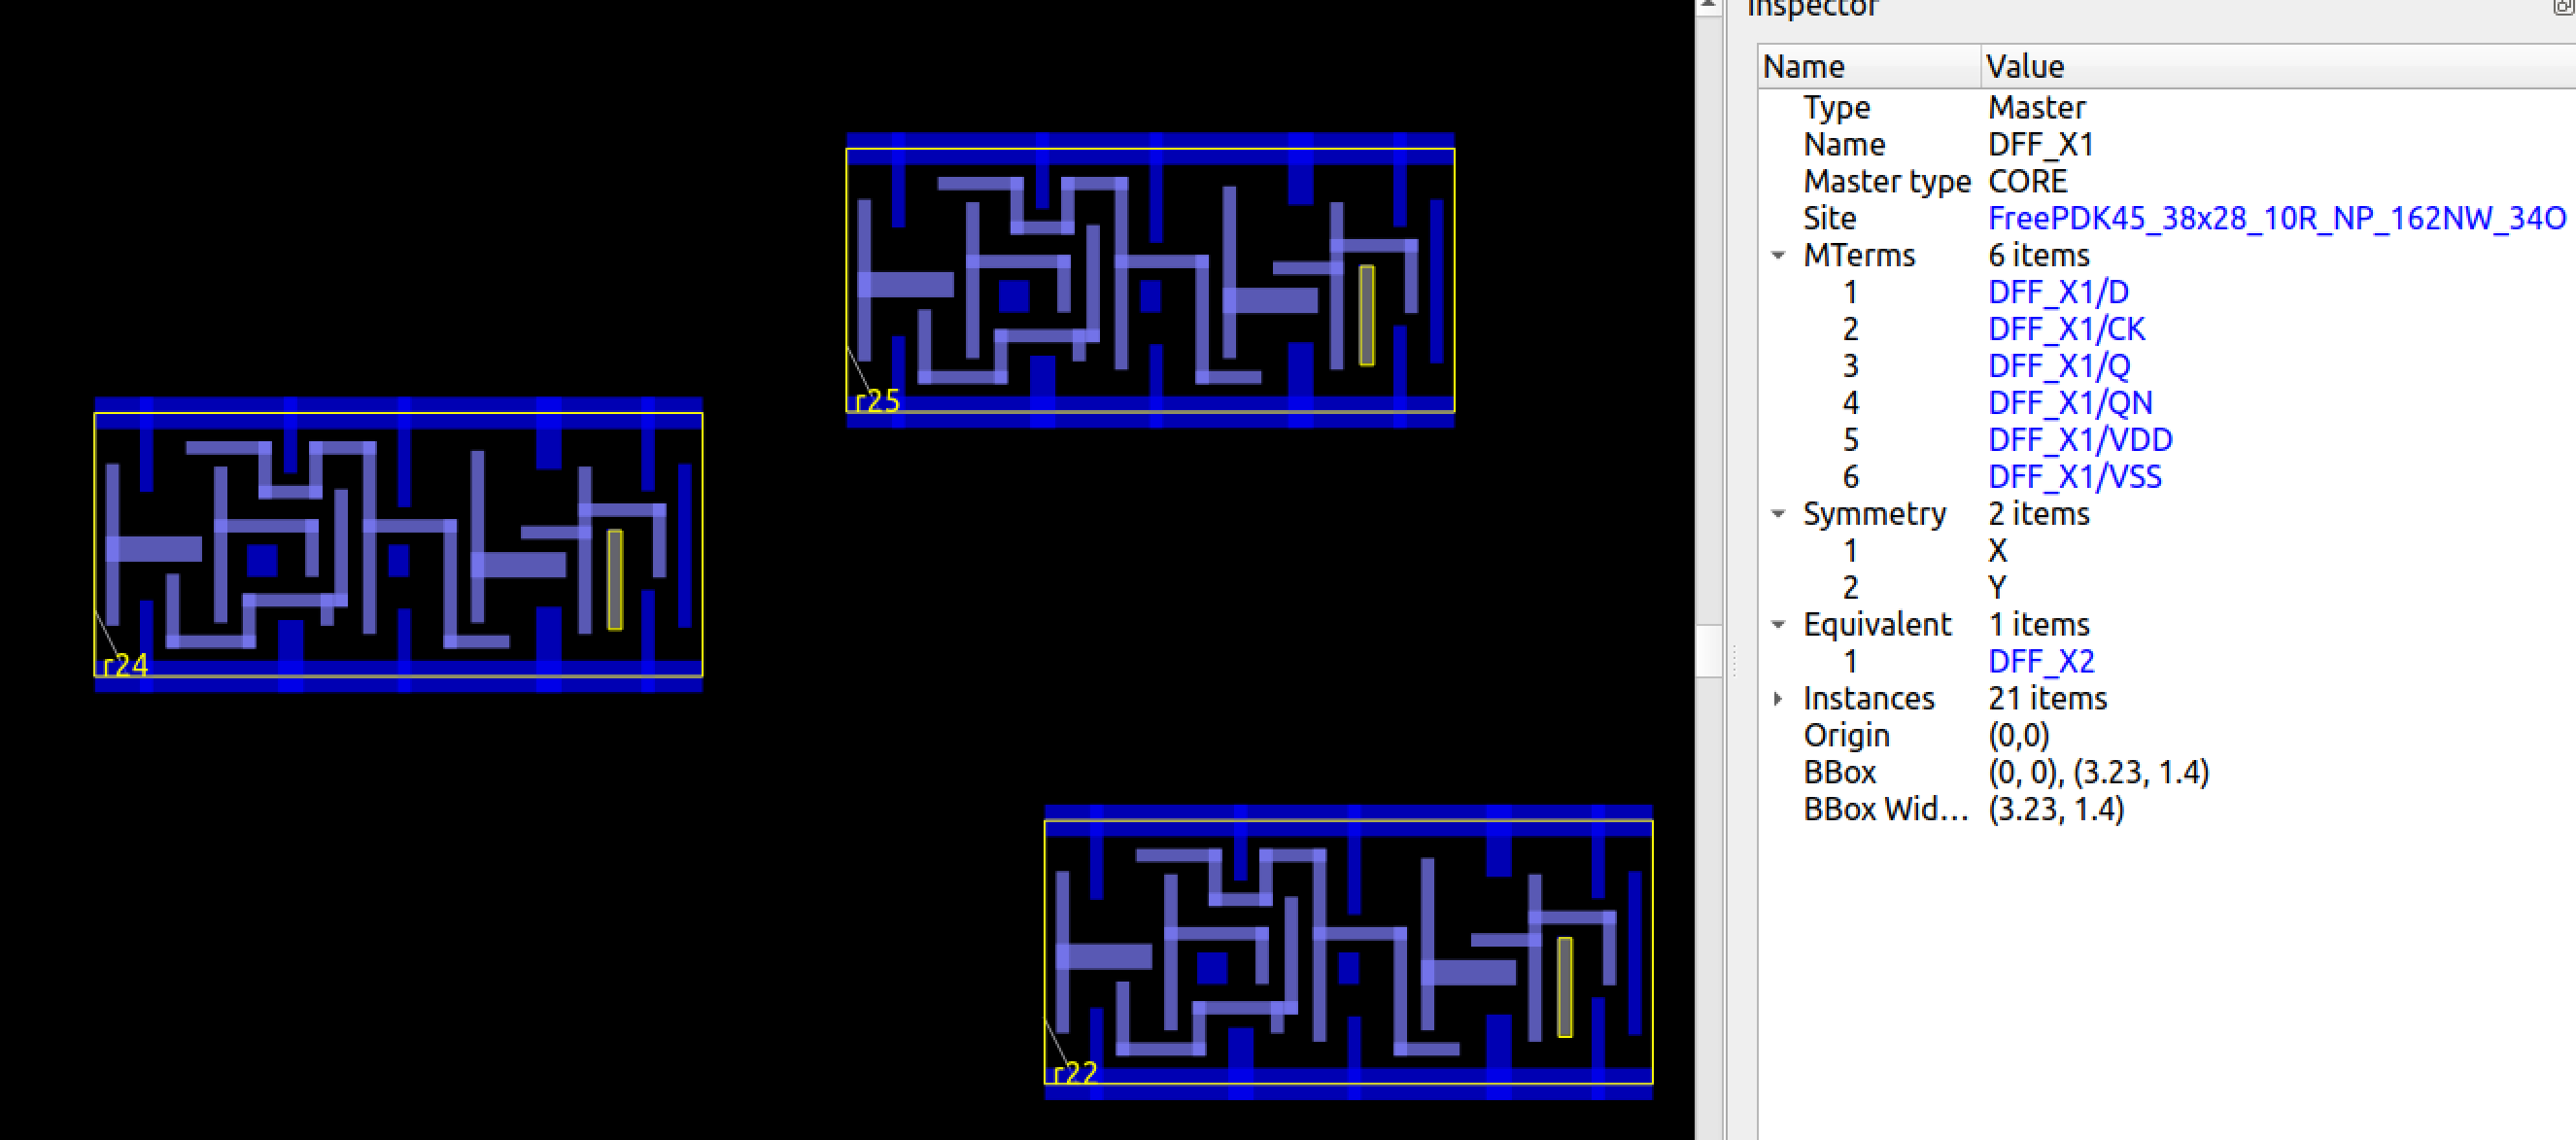 Inspector
Name Value
Type Master
Name DFF_X1
Master type CORE
Site FreePDK45_38x28_10R_NP_162NW_34O
MTerms 6 items
1 DFF_X1/D
2 DFF_X1/CK
3 DFF_X1/Q
4 DFF_X1/QN
5 DFF_X1/VDD
6 DFF_X1/VSS
Symmetry 2 items
1 X
2 Y
Equivalent 1 items
1 DFF_X2
Instances 21 items
Origin (0,0)
BBox (0, 0), (3.23, 1.4)
BBox Wid... (3.23, 1.4)
r25
r24
r22